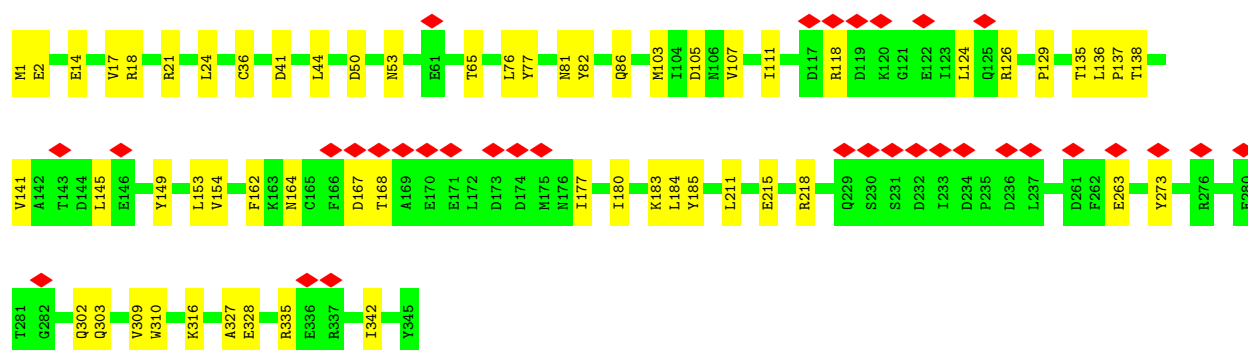 M1 E2 E14 V17 R18 R21 L24 C36 D41 L44 D50 N53 E61 T65 L76 Y77 N81 Y82 Q86 M103 I104 D105 N106 V107 I111 D117 R118 D119 K120 G121 E122 I123 L124 Q125 R126 P129 T135 L136 P137 T138
V141 A142 T143 D144 L145 E146 Y149 L153 V154 F162 K163 N164 C165 F166 D167 T168 A169 E170 E171 L172 D173 D174 M175 N176 I177 I180 K183 L184 Y185 L211 E215 R218 Q229 S230 S231 D232 I233 D234 P235 D236 L237 D261 F262 E263 Y273 R276 E280
T281 G282 Q302 Q303 V309 W310 K316 A327 E328 R335 E336 R337 I342 Y345